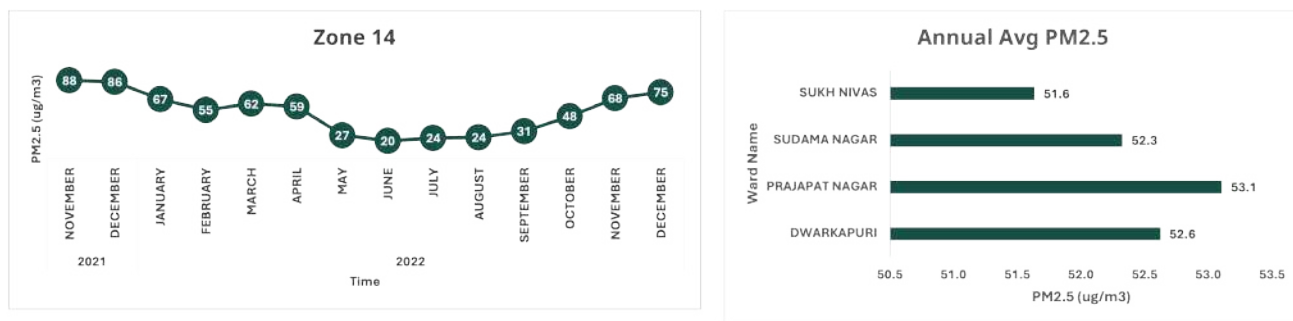 Zone 14
PM2.5 (ug/m3)
88 86 67 55 62 59 27 20 24 24 31 48 68 75
NOVEMBER DECEMBER JANUARY FEBRUARY MARCH APRIL MAY JUNE JULY AUGUST SEPTEMBER OCTOBER NOVEMBER DECEMBER
2021 2022
Time
Annual Avg PM2.5
Ward Name
SUKH NIVAS 51.6
SUDAMA NAGAR 52.3
PRAJAPAT NAGAR 53.1
DWARKAPURI 52.6
50.5 51.0 51.5 52.0 52.5 53.0 53.5
PM2.5 (ug/m3)